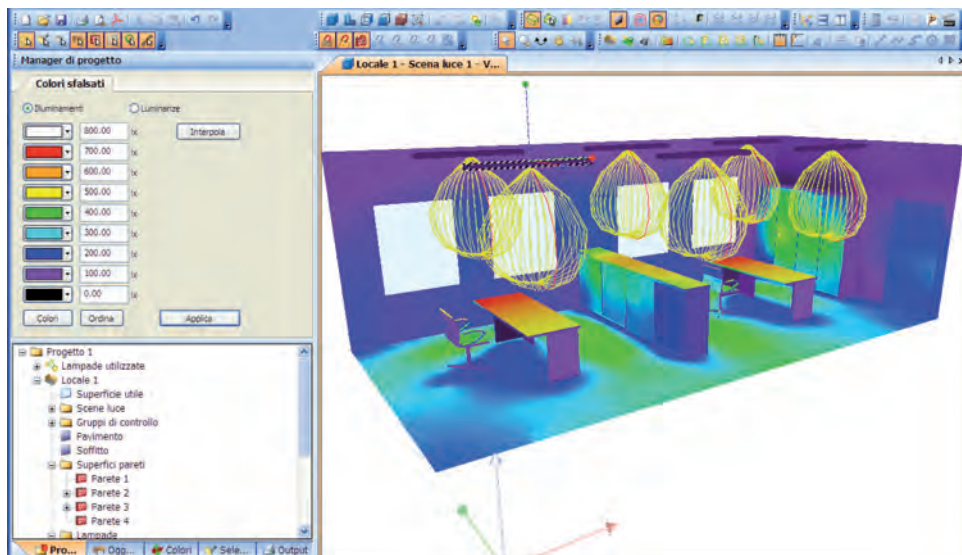 Manager di progetto
Locale 1 - Scena luce 1 - V...
Colori sfalsati
Illuminamenti Luminanze
800.00 lx Interpola
700.00 lx
600.00 lx
500.00 lx
400.00 lx
300.00 lx
200.00 lx
100.00 lx
0.00 lx
Colori Ordina Applica
Progetto 1
Lampade utilizzate
Locale 1
Superficie utile
Scene luce
Gruppi di controllo
Pavimento
Soffitto
Superfici pareti
Parete 1
Parete 2
Parete 3
Parete 4
Lampade
Pro... Ogg... Colori Sele... Output